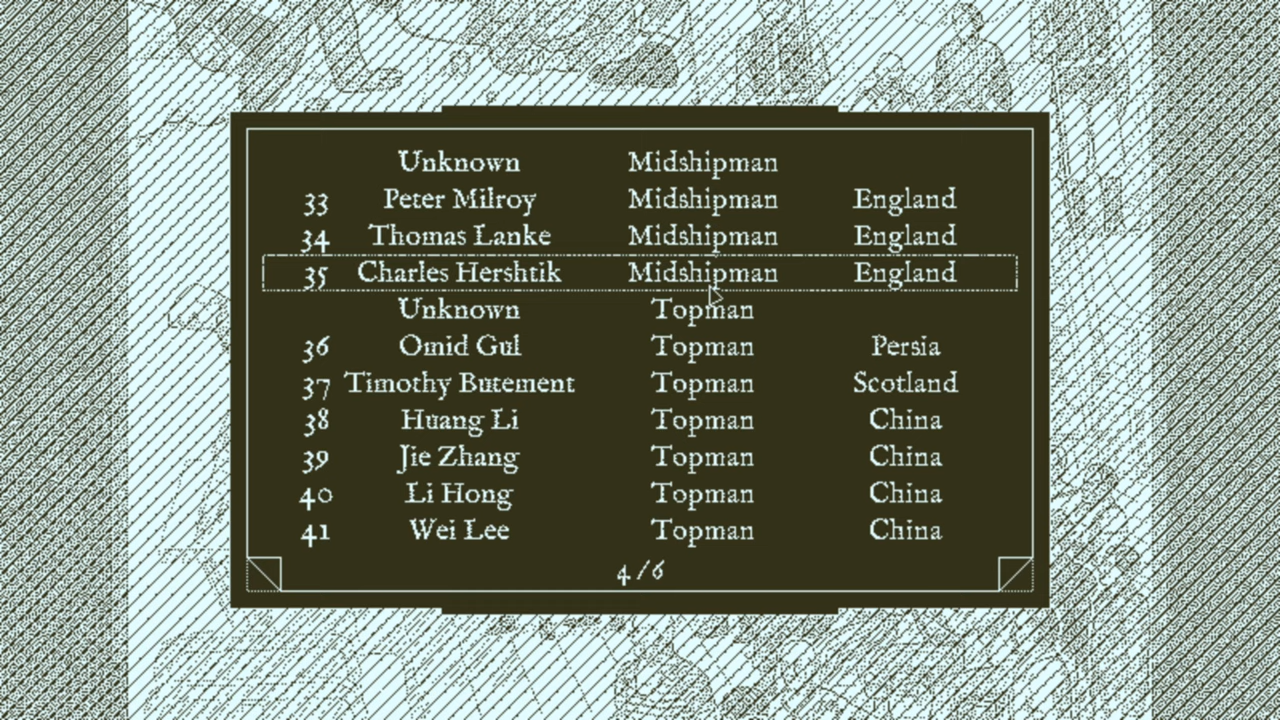 Unknown Midshipman
33 Peter Milroy Midshipman England
34 Thomas Lanke Midshipman England
35 Charles Hershtik Midshipman England
Unknown Topman
36 Omid Gul Topman Persia
37 Timothy Butement Topman Scotland
38 Huang Li Topman China
39 Jie Zhang Topman China
40 Li Hong Topman China
41 Wei Lee Topman China
4/6